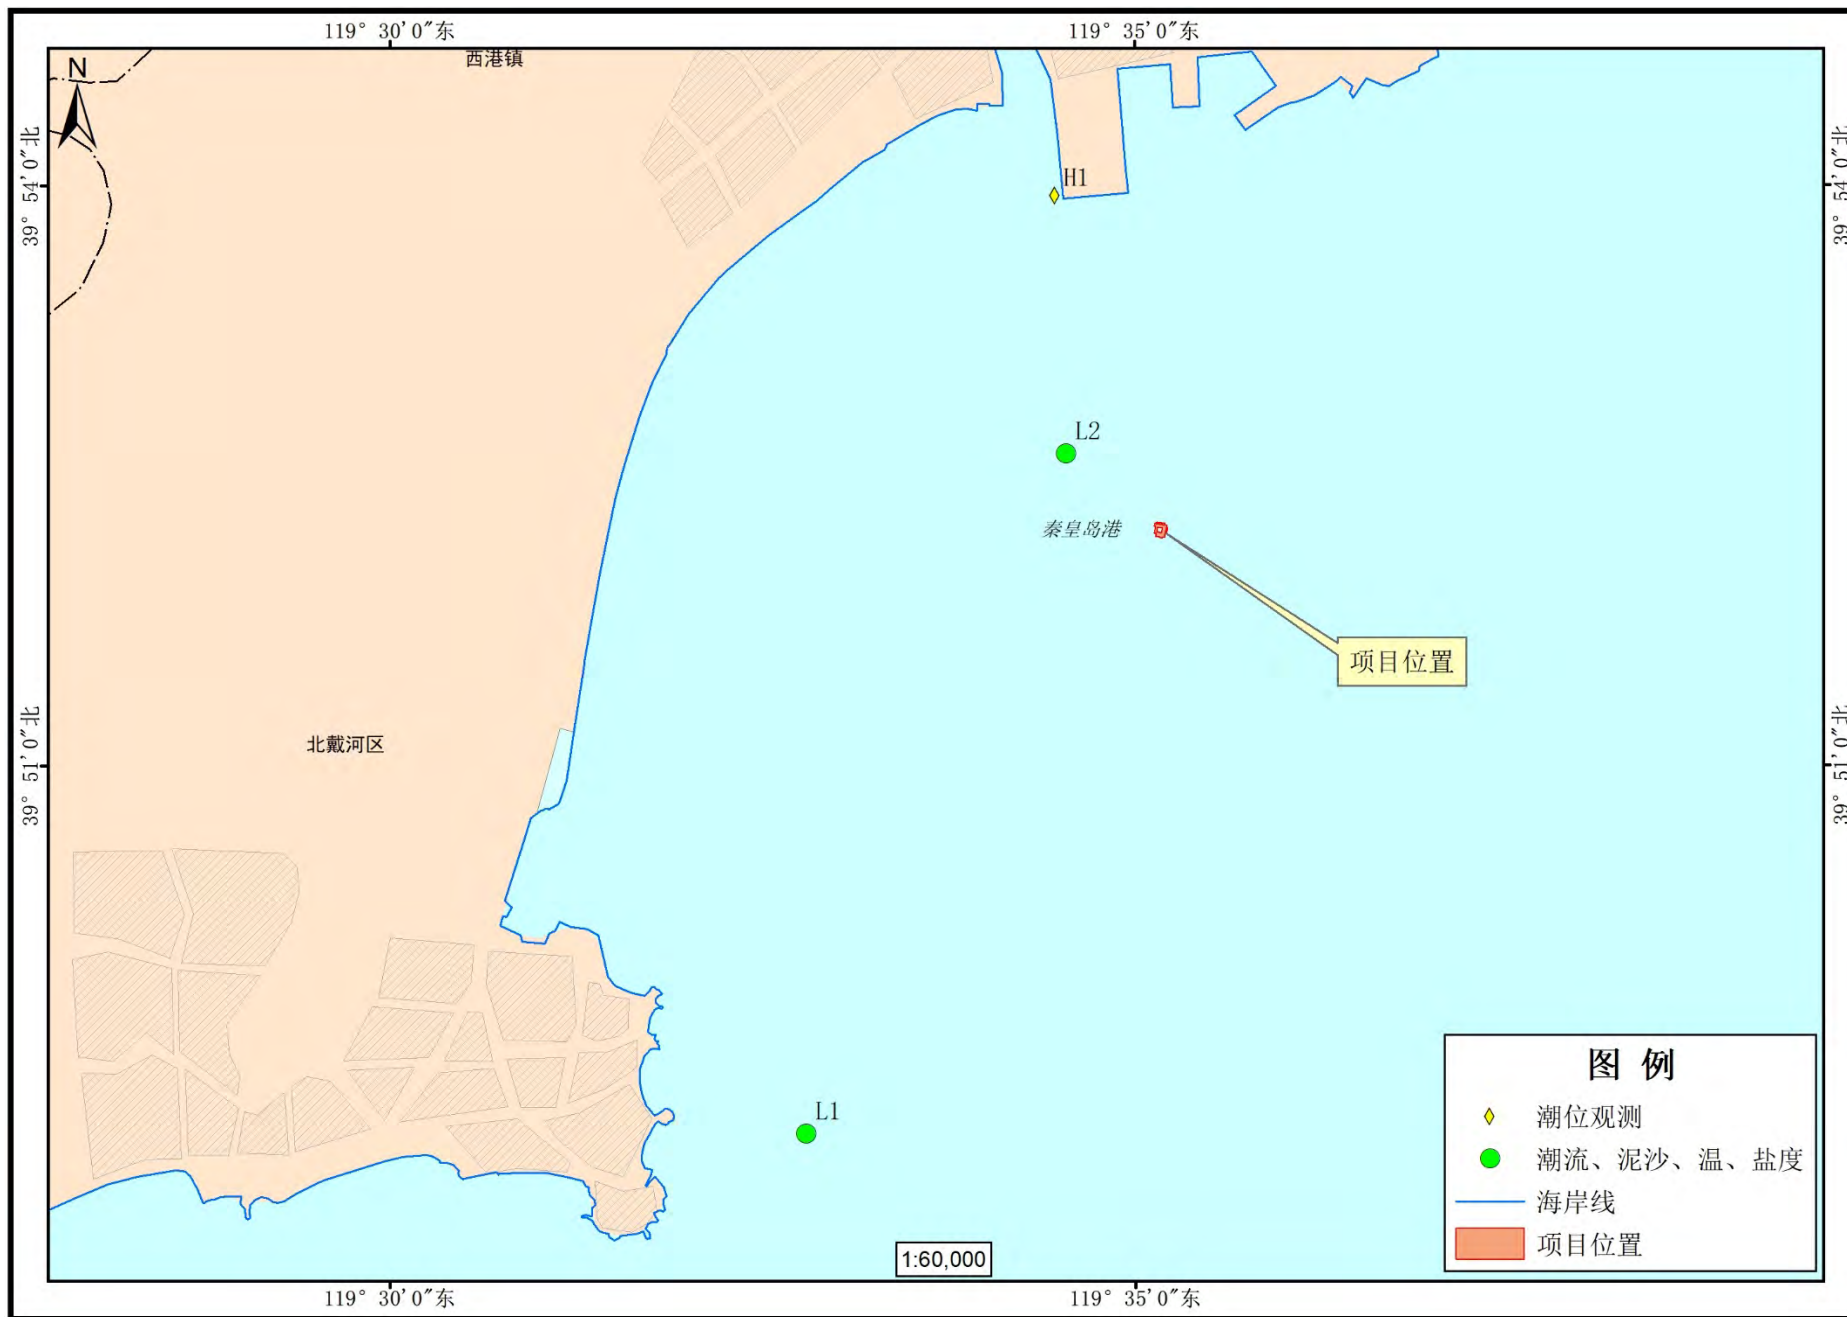 119° 30'0"东
119° 35'0"东
西港镇
N
39° 54'0"北
39° 54'0"北
H1
L2
秦皇岛港
项目位置
北戴河区
39° 51'0"北
39° 51'0"北
L1
图 例
潮位观测
潮流、泥沙、温、盐度
海岸线
项目位置
1:60,000
119° 30'0"东
119° 35'0"东